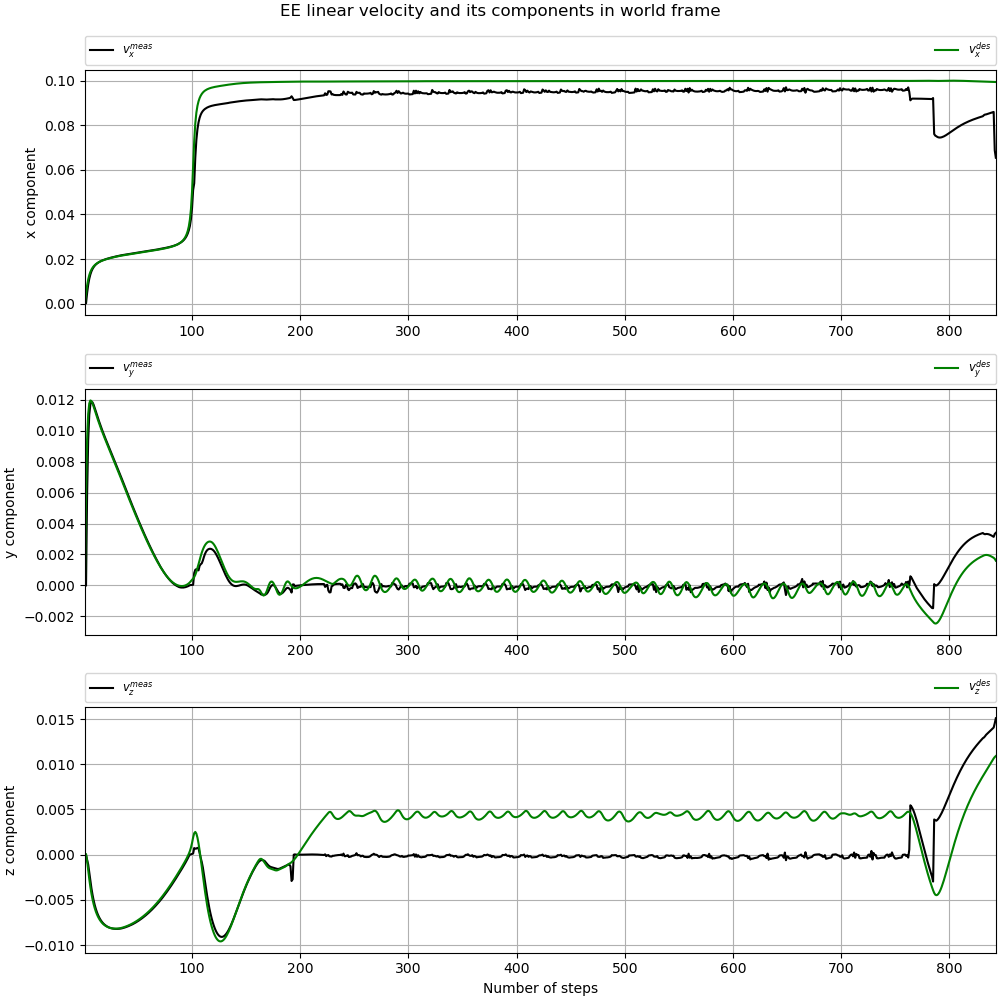 EE linear velocity and its components in world frame
v_x^meas v_x^des
0.10
0.08
0.06
0.04
0.02
0.00
x component
100 200 300 400 500 600 700 800
v_y^meas v_y^des
0.012
0.010
0.008
0.006
0.004
0.002
0.000
−0.002
y component
100 200 300 400 500 600 700 800
v_z^meas v_z^des
0.015
0.010
0.005
0.000
−0.005
−0.010
z component
100 200 300 400 500 600 700 800
Number of steps